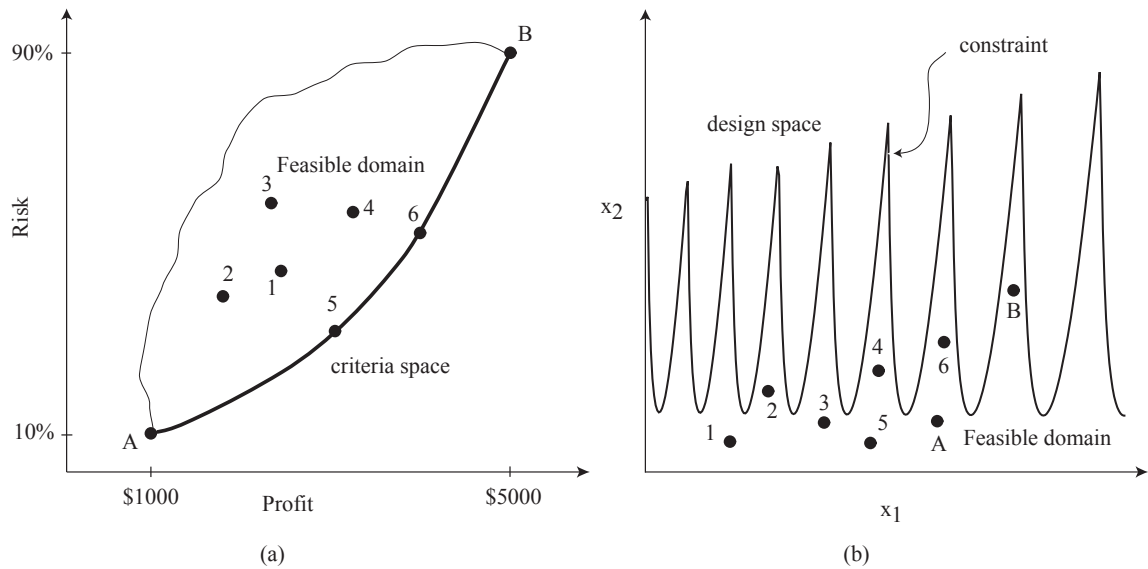 B
90%
Feasible domain
3
4
6
Risk
2
1
5
criteria space
A
10%
$1000
Profit
$5000
(a)
constraint
design space
x2
B
4
6
2
3
1
5
A
Feasible domain
x1
(b)